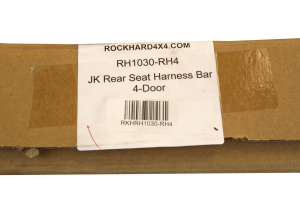 ROCKHARD4X4.COM
RH1030-RH4
JK Rear Seat Harness Bar
4-Door
RKHRH1030-RH4